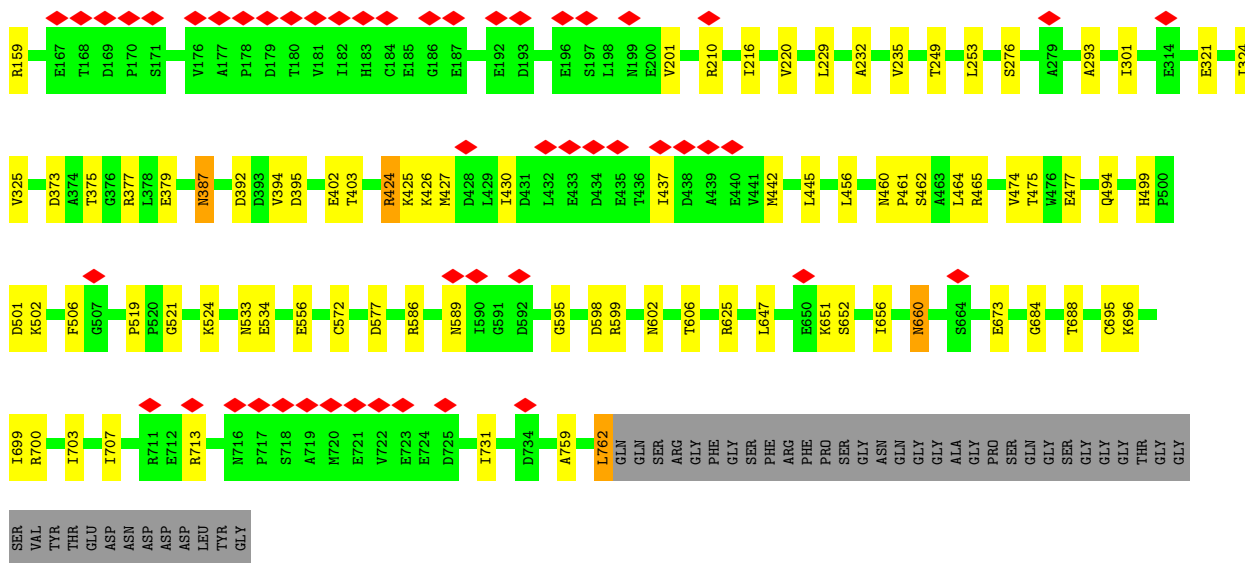 R159 E167 T168 D169 P170 S171 V176 A177 P178 D179 T180 V181 I182 H183 C184 E185 G186 E187 E192 D193 E196 S197 L198 N199 E200 V201 R210 I216 V220 L229 A232 V235 T249 L253 S276 A279 A293 I301 E314 E321 I324
V325 D373 A374 T375 G376 R377 L378 E379 N387 D392 D393 V394 D395 E402 T403 R424 K425 K426 M427 D428 L429 I430 D431 L432 E433 D434 E435 T436 I437 D438 A439 E440 V441 M442 L445 L456 N460 P461 S462 A463 L464 R465 V474 T475 W476 E477 Q494 H499 P500
D501 K502 F506 G507 P519 P520 G521 K524 N533 E534 E556 C572 D577 R586 N589 I590 G591 D592 G595 D598 R599 N602 T606 R625 L647 E650 K651 S652 I656 N660 S664 E673 G684 T688 C695 K696
I699 R700 I703 I707 R711 E712 R713 N716 P717 S718 A719 M720 E721 V722 E723 E724 D725 I731 D734 A759 L762 GLN GLN SER ARG GLY PHE GLY SER PHE ARG PHE PRO SER GLY ASN GLN GLY GLY ALA GLY PRO SER GLN GLY SER GLY GLY GLY THR GLY GLY
SER VAL TYR THR GLU ASP ASN ASP ASP ASP LEU TYR GLY